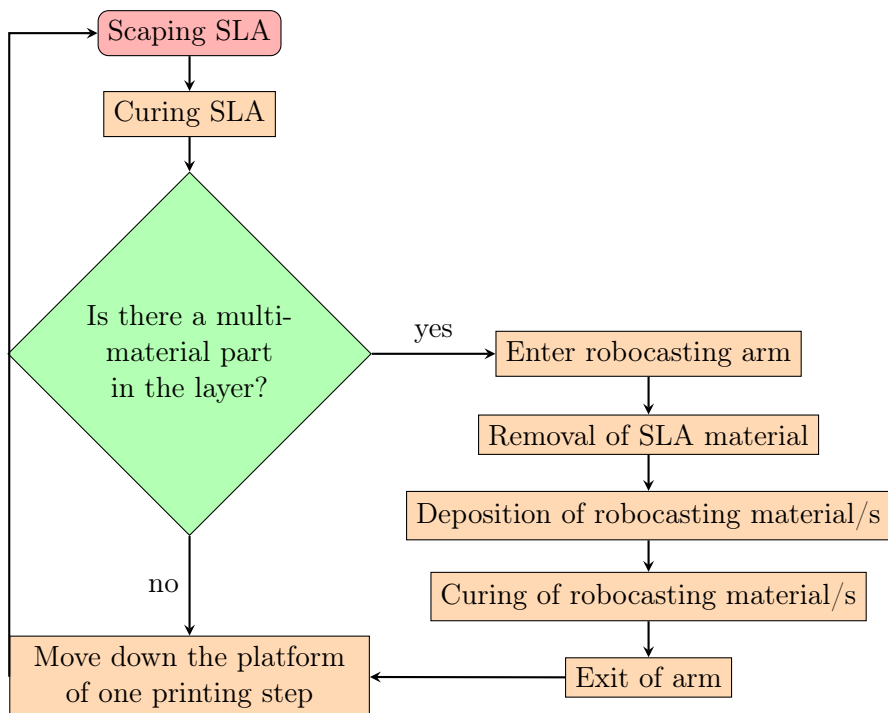 Scaping SLA
Curing SLA
Is there a multi-
material part
in the layer?
yes
Enter robocasting arm
Removal of SLA material
Deposition of robocasting material/s
Curing of robocasting material/s
Exit of arm
no
Move down the platform
of one printing step